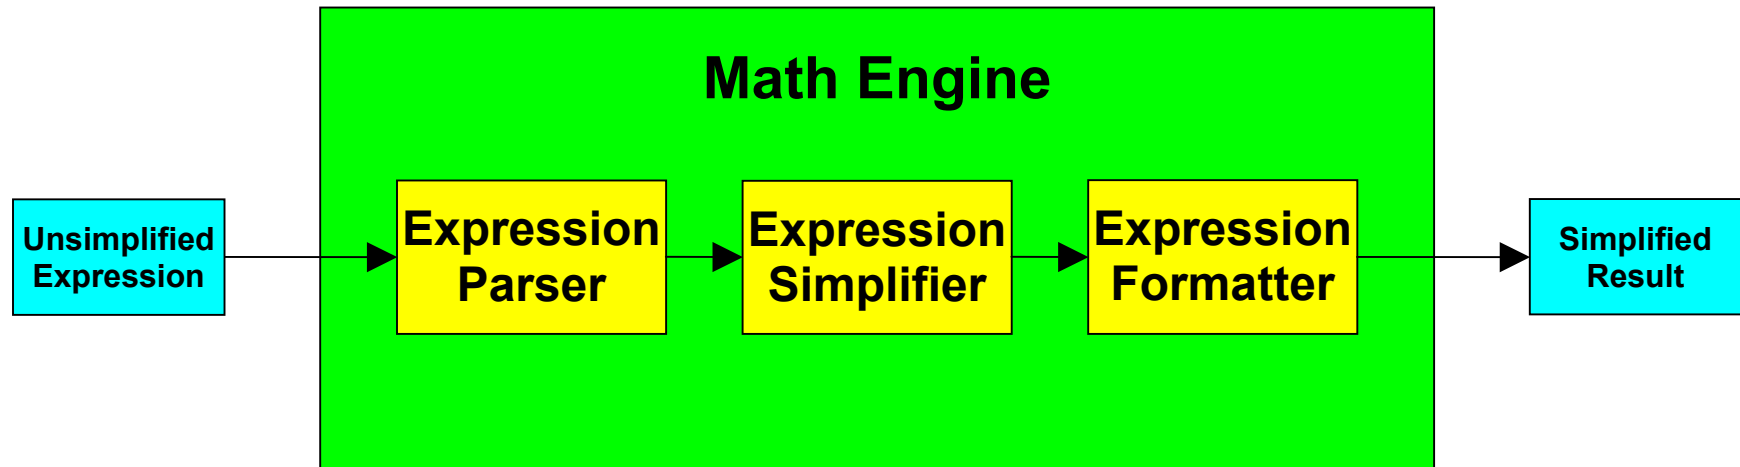 Math Engine
Unsimplified
Expression
Expression
Parser
Expression
Simplifier
Expression
Formatter
Simplified
Result